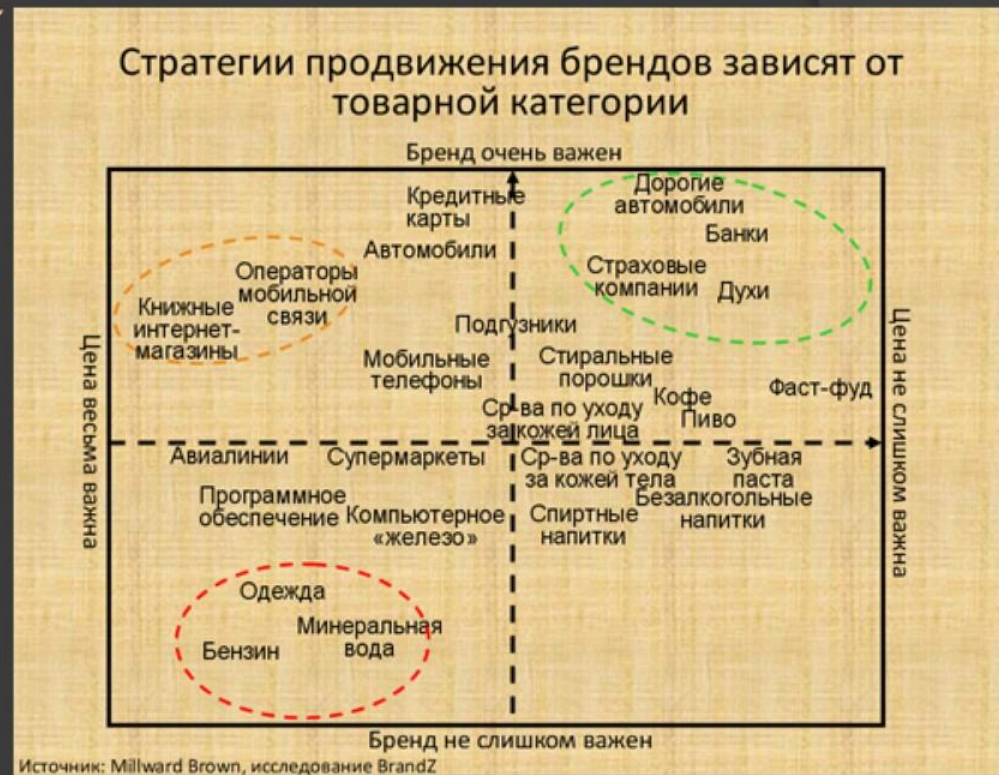 Стратегии продвижения брендов зависят от
товарной категории
Бренд очень важен
Кредитные
карты
Автомобили
Операторы
мобильной
связи
Книжные
интернет-
магазины
Дорогие
автомобили
Банки
Страховые
компании
Духи
Подгузники
Мобильные
телефоны
Стиральные
порошки
Кофе
Фаст-фуд
Пиво
Ср-ва по уходу
за кожей лица
Цена весьма важна
Цена не слишком важна
Авиалинии
Супермаркеты
Ср-ва по уходу
за кожей тела
Зубная
паста
Программное
обеспечение
Компьютерное
«железо»
Спиртные
напитки
Безалкогольные
напитки
Одежда
Минеральная
вода
Бензин
Бренд не слишком важен
Источник: Millward Brown, исследование BrandZ